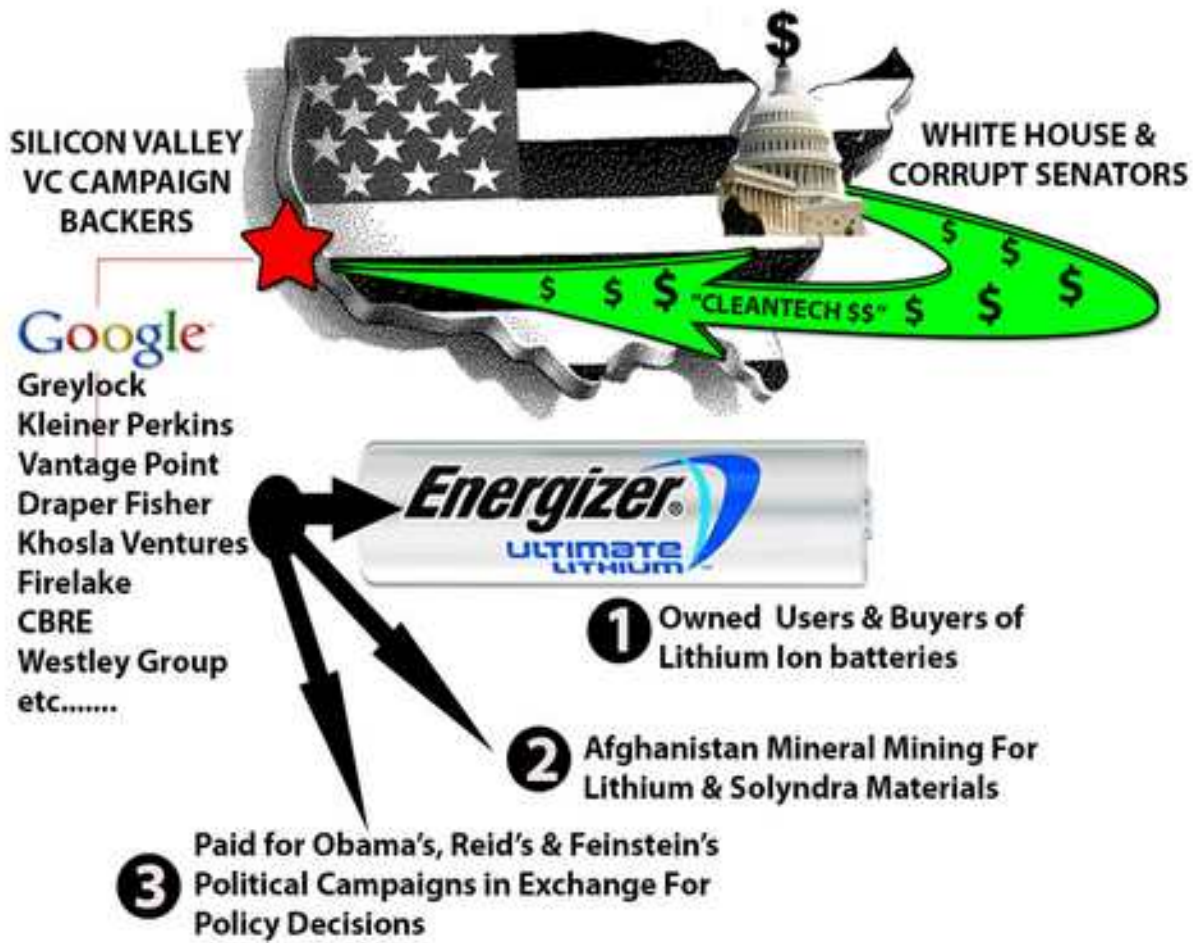 $
SILICON VALLEY
VC CAMPAIGN
BACKERS
WHITE HOUSE &
CORRUPT SENATORS
$ $ $ "CLEANTECH $$" $ $ $ $ $
Google
Greylock
Kleiner Perkins
Vantage Point
Draper Fisher
Khosla Ventures
Firelake
CBRE
Westley Group
etc.......
Energizer®
ULTIMATE
LITHIUM™
1 Owned Users & Buyers of
Lithium Ion batteries
2 Afghanistan Mineral Mining For
Lithium & Solyndra Materials
3 Paid for Obama's, Reid's & Feinstein's
Political Campaigns in Exchange For
Policy Decisions